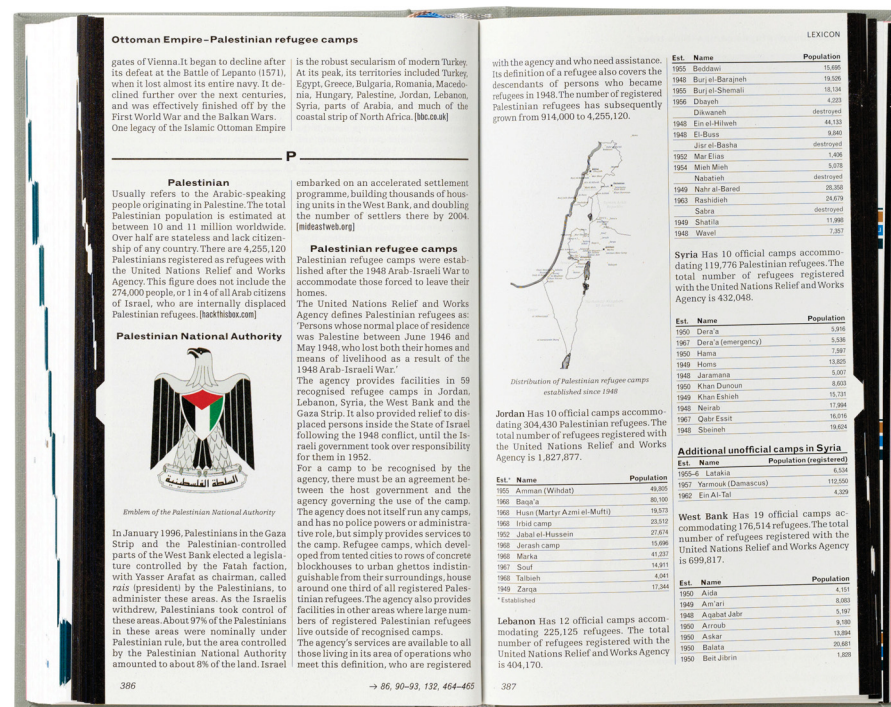 Ottoman Empire–Palestinian refugee camps
gates of Vienna.It began to decline after
its defeat at the Battle of Lepanto (1571),
when it lost almost its entire navy. It de-
clined further over the next centuries,
and was effectively finished off by the
First World War and the Balkan Wars.
One legacy of the Islamic Ottoman Empire
is the robust secularism of modern Turkey.
At its peak, its territories included Turkey,
Egypt, Greece, Bulgaria, Romania, Macedo-
nia, Hungary, Palestine, Jordan, Lebanon,
Syria, parts of Arabia, and much of the
coastal strip of North Africa. [bbc.co.uk]
P
Palestinian
Usually refers to the Arabic-speaking
people originating in Palestine. The total
Palestinian population is estimated at
between 10 and 11 million worldwide.
Over half are stateless and lack citizen-
ship of any country. There are 4,255,120
Palestinians registered as refugees with
the United Nations Relief and Works
Agency. This figure does not include the
274,000 people, or 1 in 4 of all Arab citizens
of Israel, who are internally displaced
Palestinian refugees. [hackthisbox.com]
Palestinian National Authority
السلطة الفلسطينية
Emblem of the Palestinian National Authority
In January 1996, Palestinians in the Gaza
Strip and the Palestinian-controlled
parts of the West Bank elected a legisla-
ture controlled by the Fatah faction,
with Yasser Arafat as chairman, called
rais (president) by the Palestinians, to
administer these areas. As the Israelis
withdrew, Palestinians took control of
these areas. About 97% of the Palestinians
in these areas were nominally under
Palestinian rule, but the area controlled
by the Palestinian National Authority
amounted to about 8% of the land. Israel
embarked on an accelerated settlement
programme, building thousands of hous-
ing units in the West Bank, and doubling
the number of settlers there by 2004.
[mideastweb.org]
Palestinian refugee camps
Palestinian refugee camps were estab-
lished after the 1948 Arab-Israeli War to
accommodate those forced to leave their
homes.
The United Nations Relief and Works
Agency defines Palestinian refugees as:
'Persons whose normal place of residence
was Palestine between June 1946 and
May 1948, who lost both their homes and
means of livelihood as a result of the
1948 Arab-Israeli War.'
The agency provides facilities in 59
recognised refugee camps in Jordan,
Lebanon, Syria, the West Bank and the
Gaza Strip. It also provided relief to dis-
placed persons inside the State of Israel
following the 1948 conflict, until the Is-
raeli government took over responsibility
for them in 1952.
For a camp to be recognised by the
agency, there must be an agreement be-
tween the host government and the
agency governing the use of the camp.
The agency does not itself run any camps,
and has no police powers or administra-
tive role, but simply provides services to
the camp. Refugee camps, which devel-
oped from tented cities to rows of concrete
blockhouses to urban ghettos indistin-
guishable from their surroundings, house
around one third of all registered Pales-
tinian refugees. The agency also provides
facilities in other areas where large num-
bers of registered Palestinian refugees
live outside of recognised camps.
The agency's services are available to all
those living in its area of operations who
meet this definition, who are registered
386
→ 86, 90–93, 132, 464–465
LEXICON
with the agency and who need assistance.
Its definition of a refugee also covers the
descendants of persons who became
refugees in 1948. The number of registered
Palestinian refugees has subsequently
grown from 914,000 to 4,255,120.
Distribution of Palestinian refugee camps
established since 1948
Jordan Has 10 official camps accommo-
dating 304,430 Palestinian refugees. The
total number of refugees registered with
the United Nations Relief and Works
Agency is 1,827,877.
Est.* Name Population
1955 Amman (Wihdat) 49,805
1968 Baqa'a 80,100
1968 Husn (Martyr Azmi el-Mufti) 19,573
1968 Irbid camp 23,512
1952 Jabal el-Hussein 27,674
1968 Jerash camp 15,696
1968 Marka 41,237
1967 Souf 14,911
1968 Talbieh 4,041
1949 Zarqa 17,344
* Established
Lebanon Has 12 official camps accom-
modating 225,125 refugees. The total
number of refugees registered with the
United Nations Relief and Works Agency
is 404,170.
Est. Name Population
1955 Beddawi 15,695
1948 Burj el-Barajneh 19,526
1955 Burj el-Shemali 18,134
1956 Dbayeh 4,223
Dikwaneh destroyed
1948 Ein el-Hilweh 44,133
1948 El-Buss 9,840
Jisr el-Basha destroyed
1952 Mar Elias 1,406
1954 Mieh Mieh 5,078
Nabatieh destroyed
1949 Nahr al-Bared 28,358
1963 Rashidieh 24,679
Sabra destroyed
1949 Shatila 11,998
1948 Wavel 7,357
Syria Has 10 official camps accommo-
dating 119,776 Palestinian refugees. The
total number of refugees registered
with the United Nations Relief and Works
Agency is 432,048.
Est. Name Population
1950 Dera'a 5,916
1967 Dera'a (emergency) 5,536
1950 Hama 7,597
1949 Homs 13,825
1948 Jaramana 5,007
1950 Khan Dunoun 8,603
1949 Khan Eshieh 15,731
1948 Neirab 17,994
1967 Qabr Essit 16,016
1948 Sbeineh 19,624
Additional unofficial camps in Syria
Est. Name Population (registered)
1955–6 Latakia 6,534
1957 Yarmouk (Damascus) 112,550
1962 Ein Al-Tal 4,329
West Bank Has 19 official camps ac-
commodating 176,514 refugees. The total
number of refugees registered with the
United Nations Relief and Works Agency
is 699,817.
Est. Name Population
1950 Aida 4,151
1949 Am'ari 8,083
1948 Aqabat Jabr 5,197
1950 Arroub 9,180
1950 Askar 13,894
1950 Balata 20,681
1950 Beit Jibrin 1,828
387